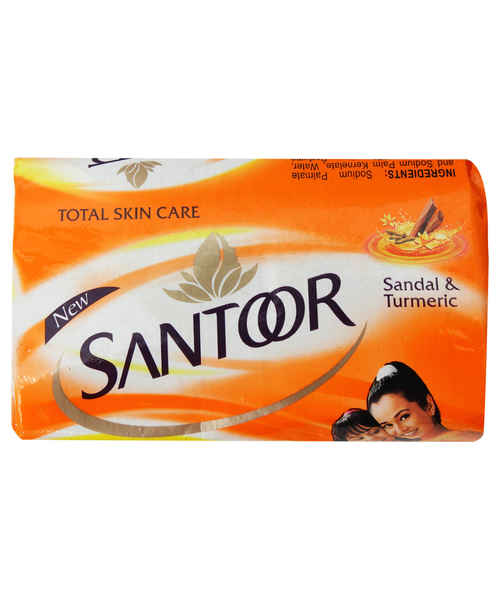 INGREDIENTS: Sodium Palmate
and Sodium Palm Kernelate, Water,
TOTAL SKIN CARE
New
SANTOOR
Sandal &
Turmeric